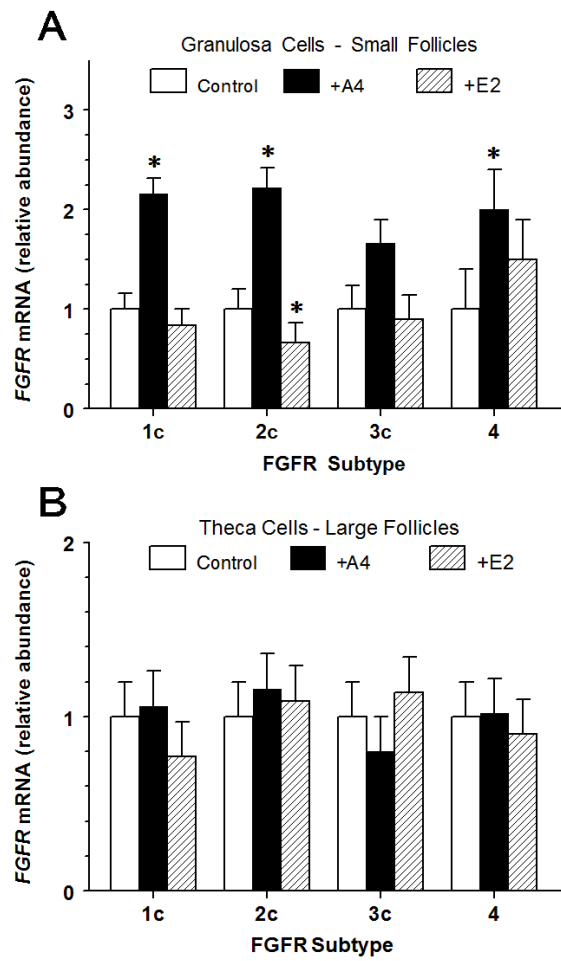 A
Granulosa Cells - Small Follicles
Control +A4 +E2
3
2
1
0
FGFR mRNA (relative abundance)
* * * *
1c 2c 3c 4
FGFR Subtype
B
Theca Cells - Large Follicles
Control +A4 +E2
2
1
0
FGFR mRNA (relative abundance)
1c 2c 3c 4
FGFR Subtype